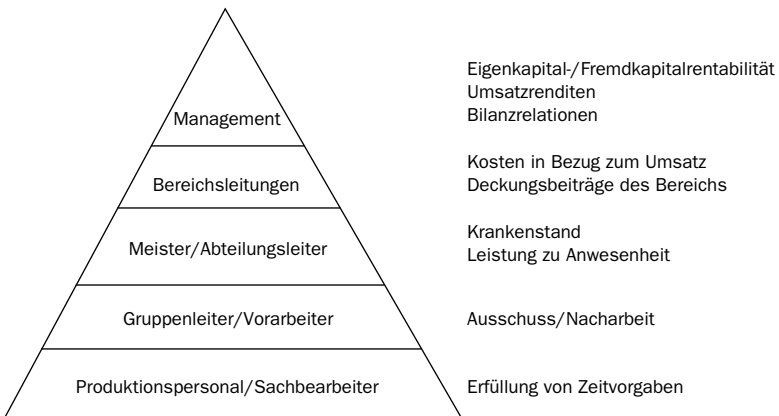 Eigenkapital-/Fremdkapitalrentabilität
Umsatzrenditen
Management
Bilanzrelationen
Kosten in Bezug zum Umsatz
Bereichsleitungen
Deckungsbeiträge des Bereichs
Krankenstand
Meister/Abteilungsleiter
Leistung zu Anwesenheit
Gruppenleiter/Vorarbeiter
Ausschuss/Nacharbeit
Produktionspersonal/Sachbearbeiter
Erfüllung von Zeitvorgaben